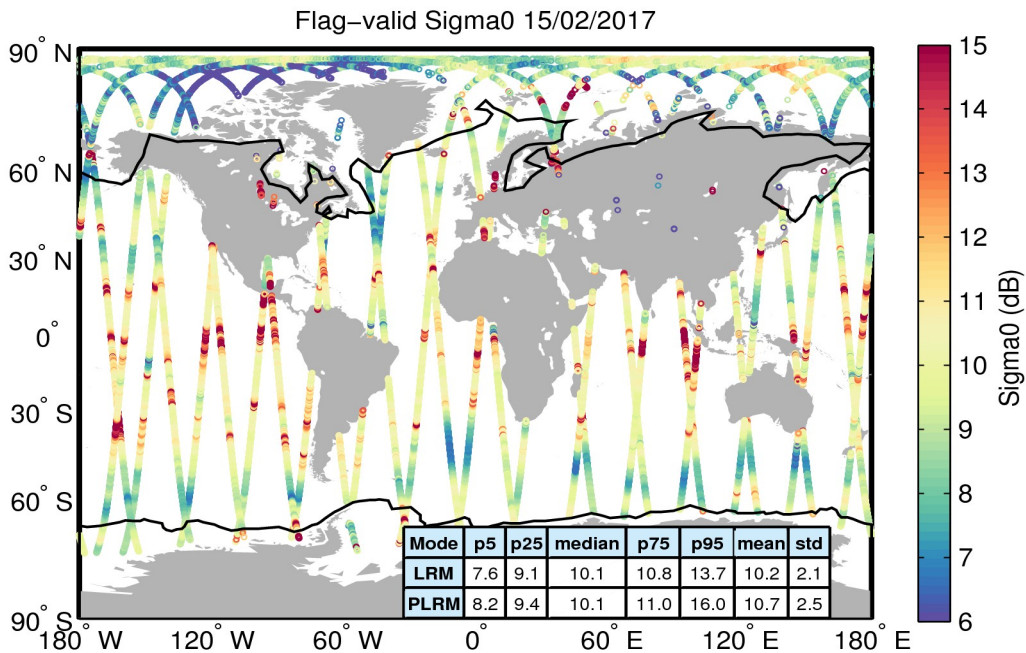 Flag−valid Sigma0 15/02/2017
90° N
60° N
30° N
0°
30° S
60° S
90° S
180° W
120° W
60° W
0°
60° E
120° E
180° E
15
14
13
12
11
10
9
8
7
6
Sigma0 (dB)
Mode p5 p25 median p75 p95 mean std
LRM 7.6 9.1 10.1 10.8 13.7 10.2 2.1
PLRM 8.2 9.4 10.1 11.0 16.0 10.7 2.5